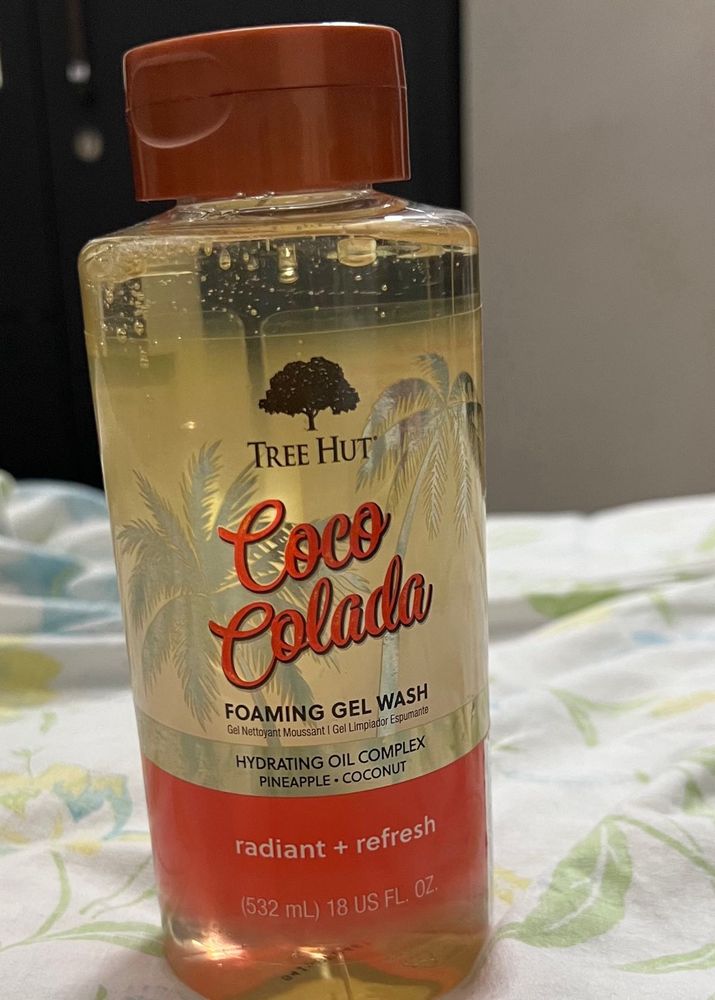 TREE HUT®
Coco
Colada
FOAMING GEL WASH
Gel Nettoyant Moussant | Gel Limpiador Espumante
HYDRATING OIL COMPLEX
PINEAPPLE • COCONUT
radiant + refresh
(532 mL) 18 US FL. OZ.